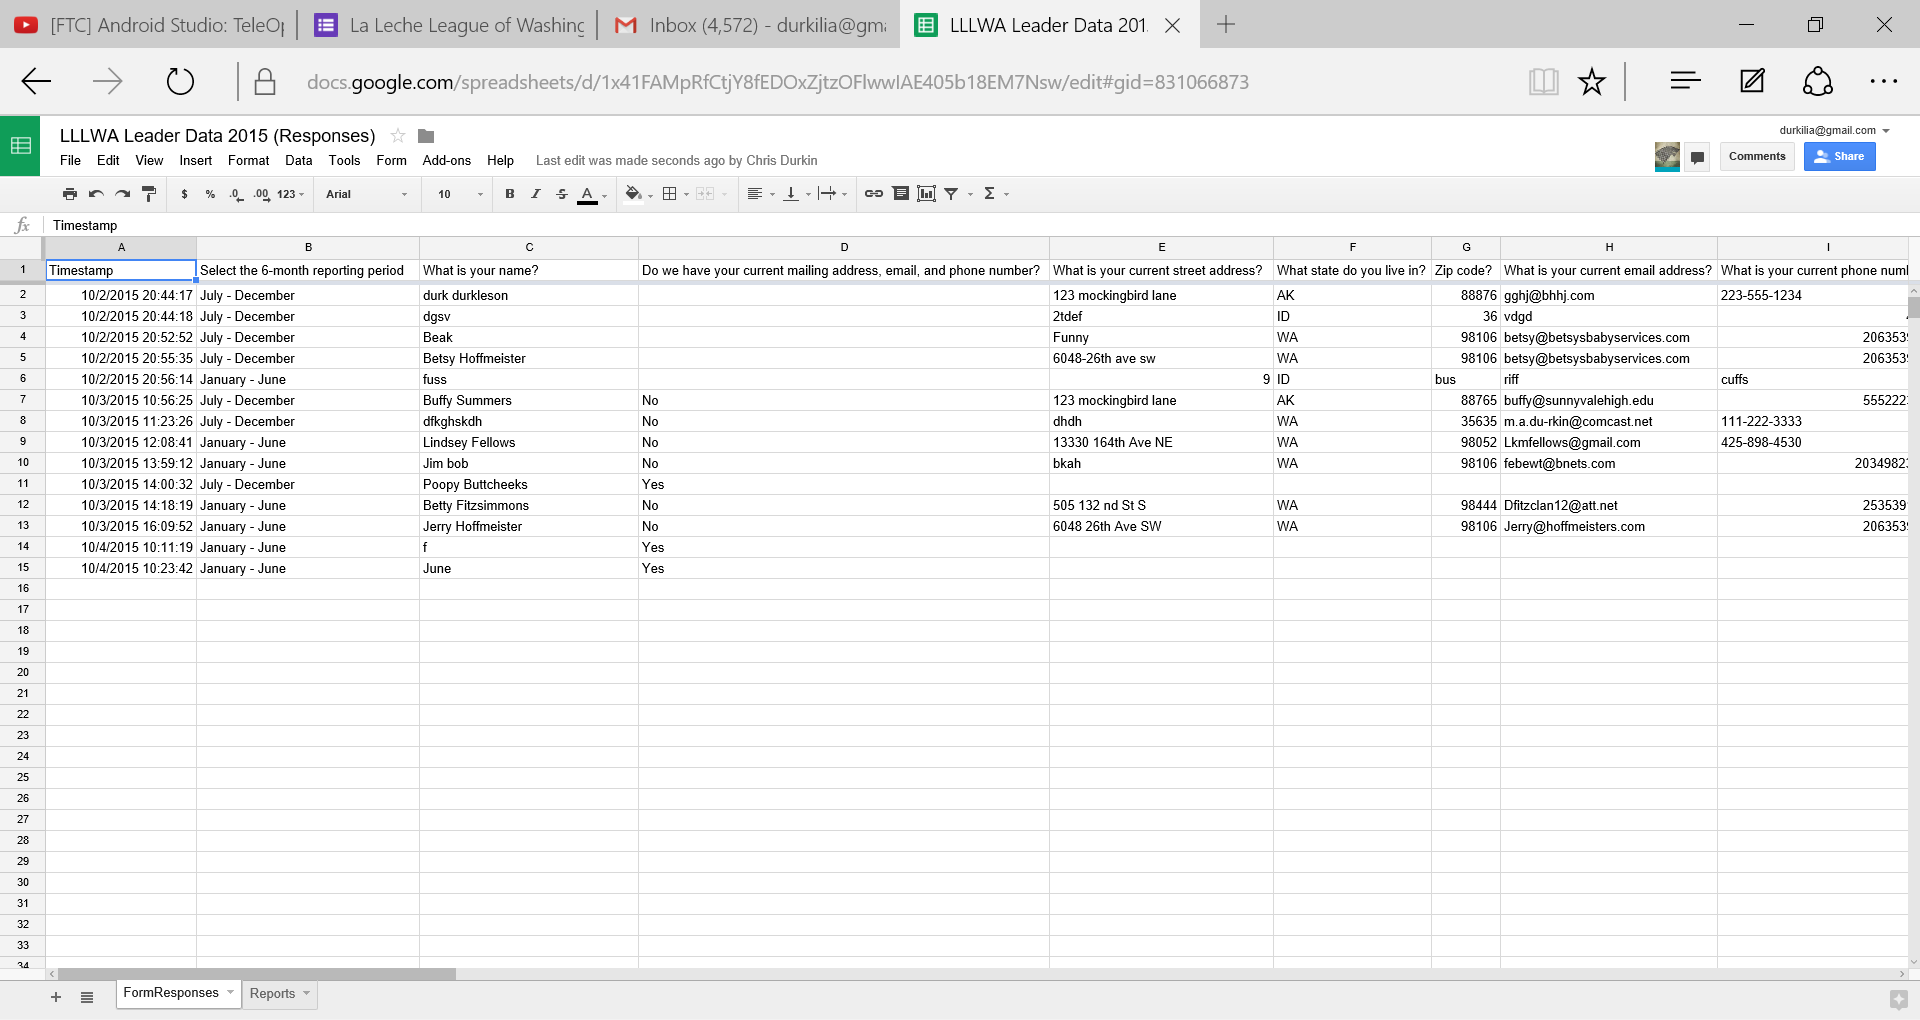 [FTC] Android Studio: TeleOp La Leche League of Washing Inbox (4,572) - durkilia@gma LLLWA Leader Data 201
docs.google.com/spreadsheets/d/1x41FAMpRfCtjY8fEDOxZjtzOFlwwIAE405b18EM7Nsw/edit#gid=831066873
LLLWA Leader Data 2015 (Responses)
durkilia@gmail.com
File Edit View Insert Format Data Tools Form Add-ons Help Last edit was made seconds ago by Chris Durkin
Comments Share
$ % .0 .00 123 Arial 10 B I S A Σ
fx Timestamp
A B C D E F G H I
1 Timestamp Select the 6-month reporting period What is your name? Do we have your current mailing address, email, and phone number? What is your current street address? What state do you live in? Zip code? What is your current email address? What is your current phone num
2 10/2/2015 20:44:17 July - December durk durkleson 123 mockingbird lane AK 88876 gghj@bhhj.com 223-555-1234
3 10/2/2015 20:44:18 July - December dgsv 2tdef ID 36 vdgd
4 10/2/2015 20:52:52 July - December Beak Funny WA 98106 betsy@betsysbabyservices.com 206353
5 10/2/2015 20:55:35 July - December Betsy Hoffmeister 6048-26th ave sw WA 98106 betsy@betsysbabyservices.com 206353
6 10/2/2015 20:56:14 January - June fuss 9 ID bus riff cuffs
7 10/3/2015 10:56:25 July - December Buffy Summers No 123 mockingbird lane AK 88765 buffy@sunnyvalehigh.edu 555222
8 10/3/2015 11:23:26 July - December dfkghskdh No dhdh WA 35635 m.a.du-rkin@comcast.net 111-222-3333
9 10/3/2015 12:08:41 January - June Lindsey Fellows No 13330 164th Ave NE WA 98052 Lkmfellows@gmail.com 425-898-4530
10 10/3/2015 13:59:12 January - June Jim bob No bkah WA 98106 febewt@bnets.com 2034982
11 10/3/2015 14:00:32 July - December Poopy Buttcheeks Yes
12 10/3/2015 14:18:19 January - June Betty Fitzsimmons No 505 132 nd St S WA 98444 Dfitzclan12@att.net 253539
13 10/3/2015 16:09:52 January - June Jerry Hoffmeister No 6048 26th Ave SW WA 98106 Jerry@hoffmeisters.com 206353
14 10/4/2015 10:11:19 January - June f Yes
15 10/4/2015 10:23:42 January - June June Yes
16
17
18
19
20
21
22
23
24
25
26
27
28
29
30
31
32
33
34
FormResponses Reports